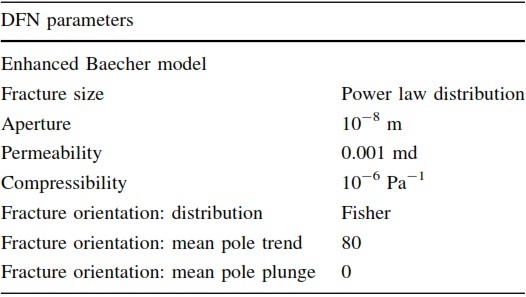 DFN parameters
Enhanced Baecher model
Fracture size Power law distribution
Aperture 10⁻⁸ m
Permeability 0.001 md
Compressibility 10⁻⁶ Pa⁻¹
Fracture orientation: distribution Fisher
Fracture orientation: mean pole trend 80
Fracture orientation: mean pole plunge 0